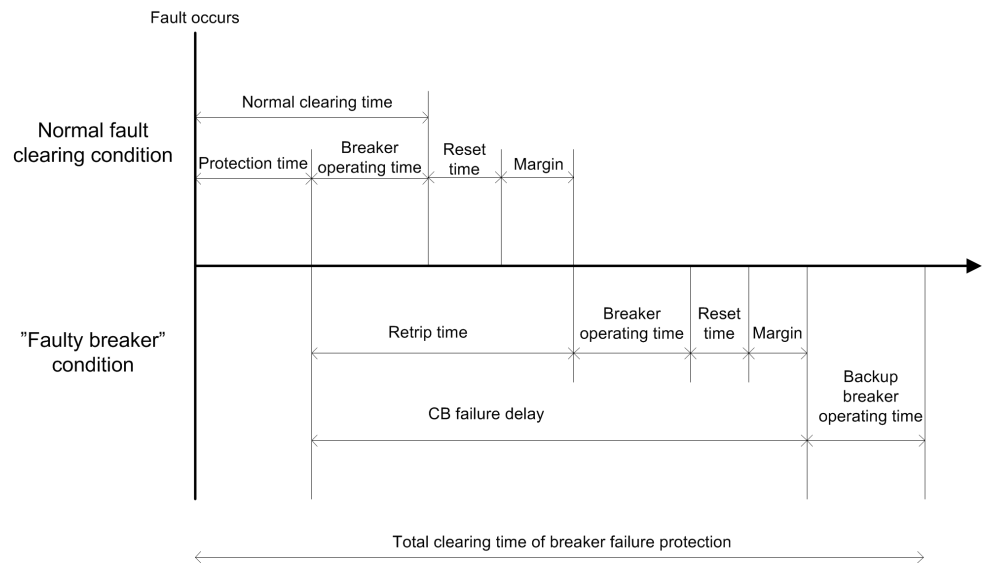 Fault occurs
Normal clearing time
Normal fault
clearing condition
Protection time
Breaker
operating time
Reset
time
Margin
”Faulty breaker”
condition
Retrip time
Breaker
operating time
Reset
time
Margin
Backup
breaker
operating time
CB failure delay
Total clearing time of breaker failure protection